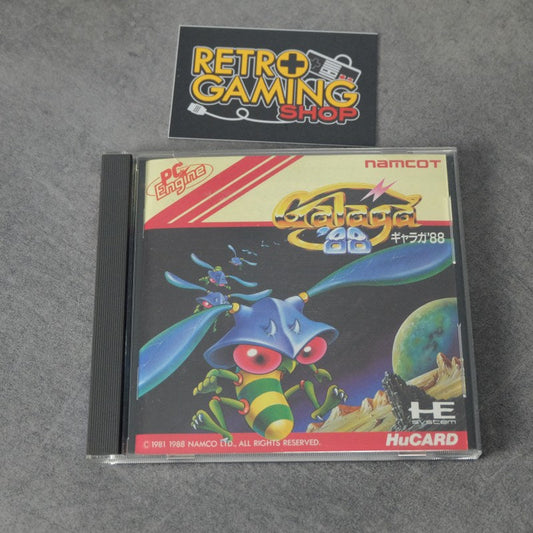 RETRO
GAMING
SHOP
PC
Engine
namcot
Galaga
'88
ギャラガ'88
© 1981 1988 NAMCO LTD., ALL RIGHTS RESERVED.
HE
system
HuCARD